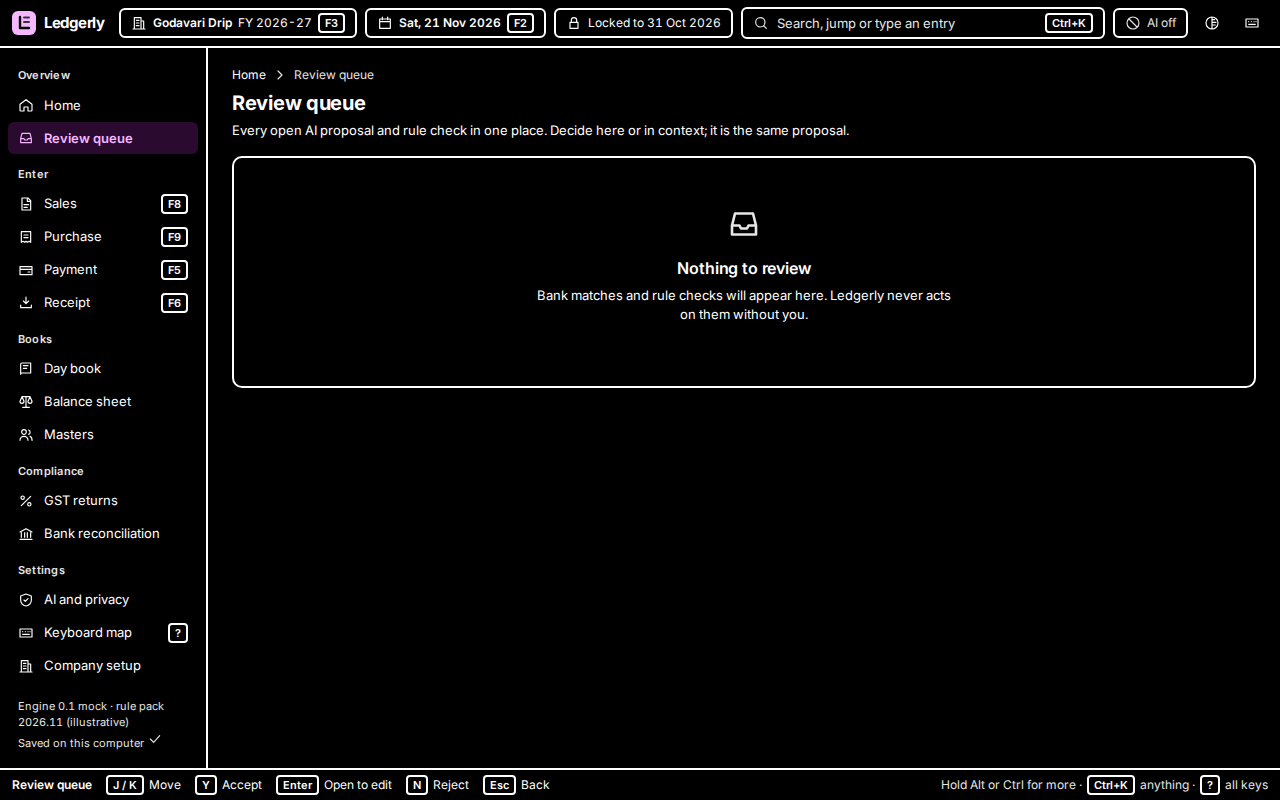 Ledgerly
Godavari Drip FY 2026-27 F3
Sat, 21 Nov 2026 F2
Locked to 31 Oct 2026
Search, jump or type an entry Ctrl+K
AI off
Overview
Home
Review queue
Enter
Sales F8
Purchase F9
Payment F5
Receipt F6
Books
Day book
Balance sheet
Masters
Compliance
GST returns
Bank reconciliation
Settings
AI and privacy
Keyboard map ?
Company setup
Engine 0.1 mock · rule pack
2026.11 (illustrative)
Saved on this computer
Home > Review queue
Review queue
Every open AI proposal and rule check in one place. Decide here or in context; it is the same proposal.
Nothing to review
Bank matches and rule checks will appear here. Ledgerly never acts
on them without you.
Review queue J / K Move Y Accept Enter Open to edit N Reject Esc Back
Hold Alt or Ctrl for more · Ctrl+K anything · ? all keys